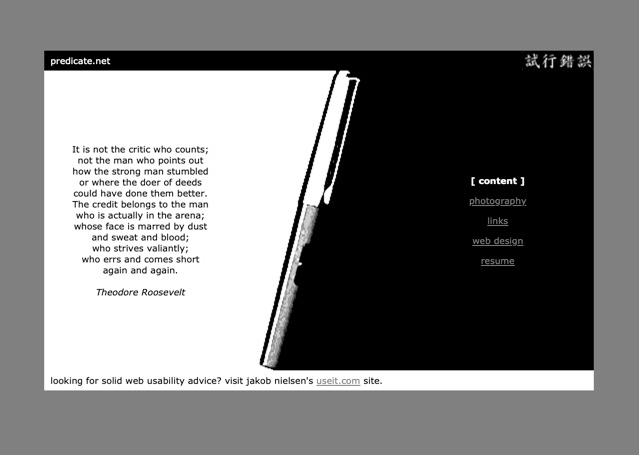 predicate.net
試行錯誤
It is not the critic who counts;
not the man who points out
how the strong man stumbled
or where the doer of deeds
could have done them better.
The credit belongs to the man
who is actually in the arena;
whose face is marred by dust
and sweat and blood;
who strives valiantly;
who errs and comes short
again and again.
Theodore Roosevelt
[ content ]
photography
links
web design
resume
looking for solid web usability advice? visit jakob nielsen's useit.com site.